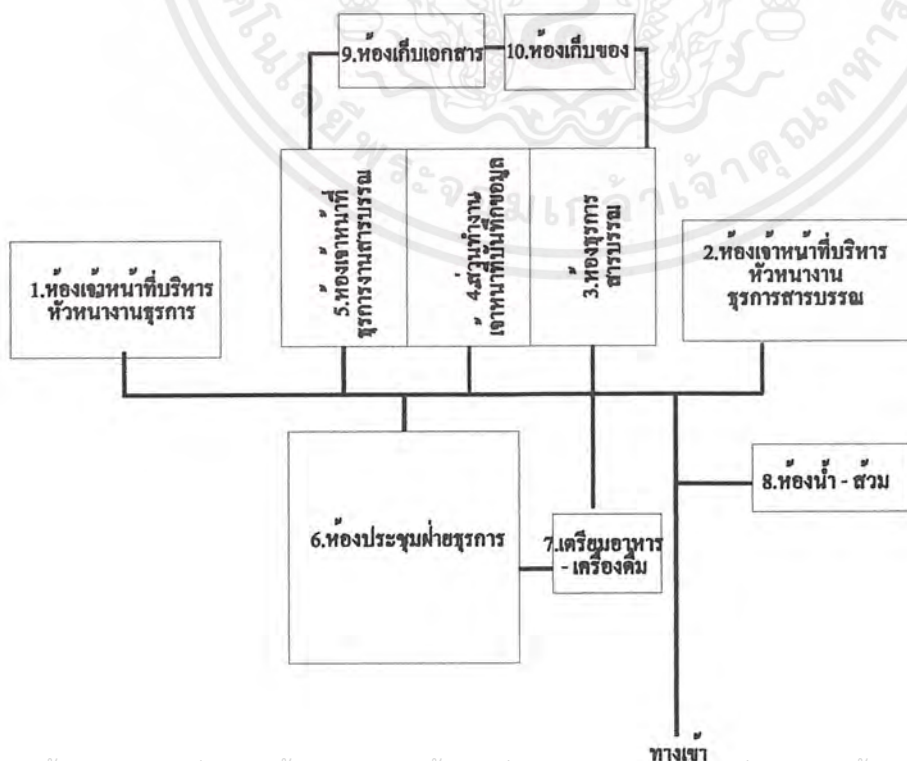 9.ห้องเก็บเอกสาร
10.ห้องเก็บของ
1.ห้องเจ้าหน้าที่บริหาร
หัวหนางานธุรการ
5.ห้องเจ้าหน้าที่
ธุรการงานสารบรรณ
4.ส่วนทำงาน
เจ้าหน้าที่บันทึกขอมูล
3.ห้องธุรการ
สารบรรณ
2.ห้องเจ้าหน้าที่บริหาร
หัวหนางาน
ธุรการสารบรรณ
6.ห้องประชุมฝ่ายธุรการ
7.เตรียมอาหาร
- เครื่องดื่ม
8.ห้องน้ำ - ส้วม
ทางเข้า